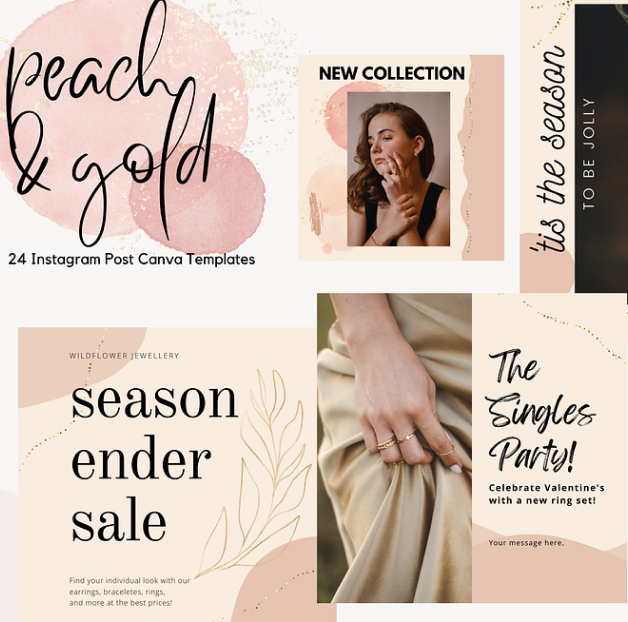 peach
& gold
24 Instagram Post Canva Templates
NEW COLLECTION
'tis the season
TO BE JOLLY
WILDFLOWER JEWELLERY
season
ender
sale
Find your individual look with our
earrings, braceletes, rings,
and more at the best prices!
The
Singles
Party!
Celebrate Valentine's
with a new ring set!
Your message here.